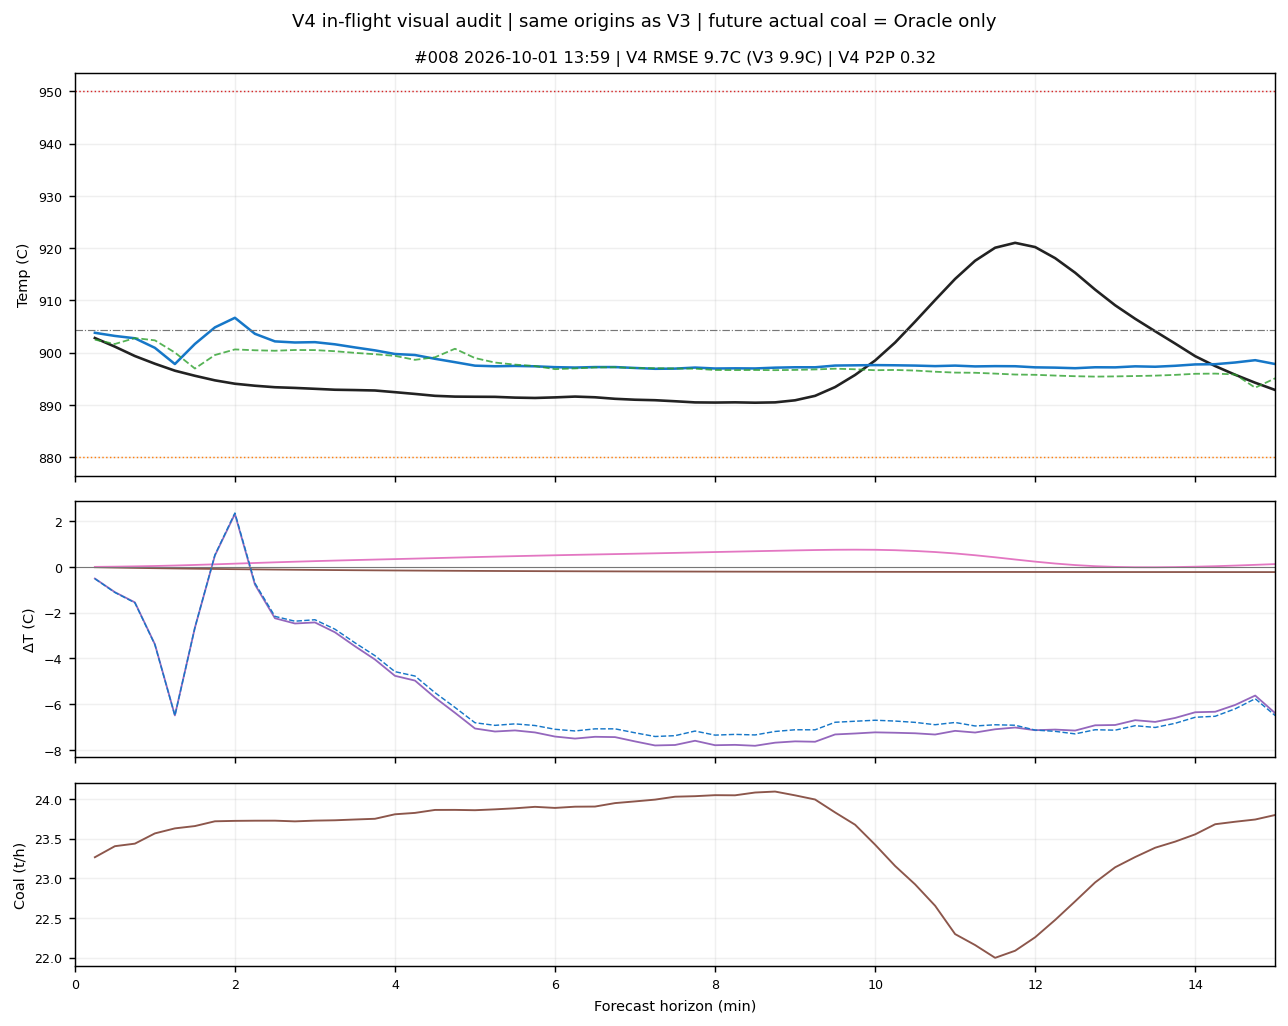 V4 in-flight visual audit | same origins as V3 | future actual coal = Oracle only
#008 2026-10-01 13:59 | V4 RMSE 9.7C (V3 9.9C) | V4 P2P 0.32
950
940
930
920
910
900
890
880
Temp (C)
2
0
−2
−4
−6
−8
ΔT (C)
24.0
23.5
23.0
22.5
22.0
Coal (t/h)
0 2 4 6 8 10 12 14
Forecast horizon (min)